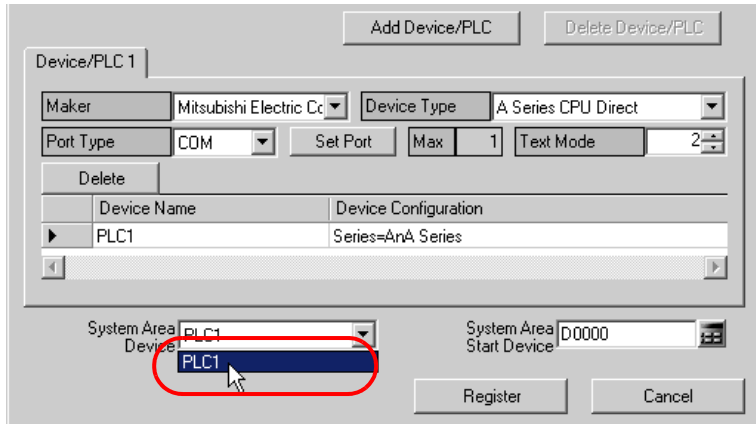 Add Device/PLC Delete Device/PLC
Device/PLC 1
Maker Mitsubishi Electric Cc Device Type A Series CPU Direct
Port Type COM Set Port Max 1 Text Mode 2
Delete
Device Name Device Configuration
PLC1 Series=AnA Series
System Area Device PLC1 System Area Start Device D0000
PLC1
Register Cancel